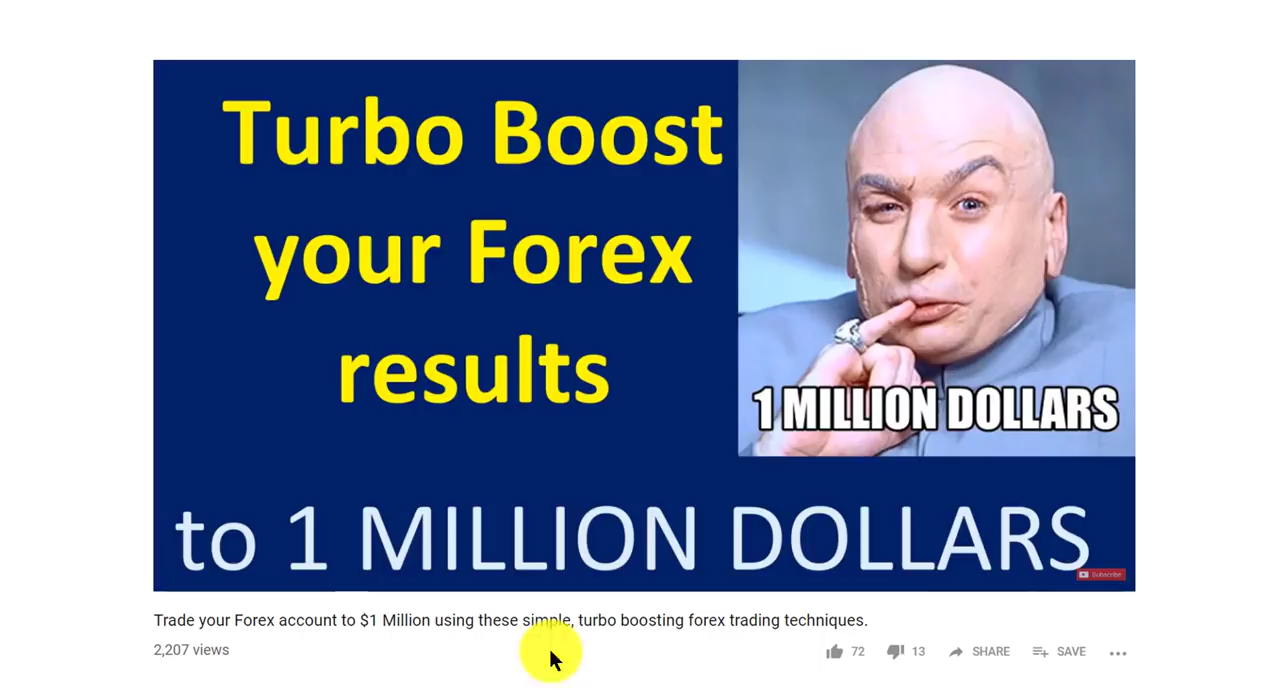 Turbo Boost
your Forex
results
1 MILLION DOLLARS
to 1 MILLION DOLLARS
Subscribe
Trade your Forex account to $1 Million using these simple, turbo boosting forex trading techniques.
2,207 views
72
13
SHARE
SAVE